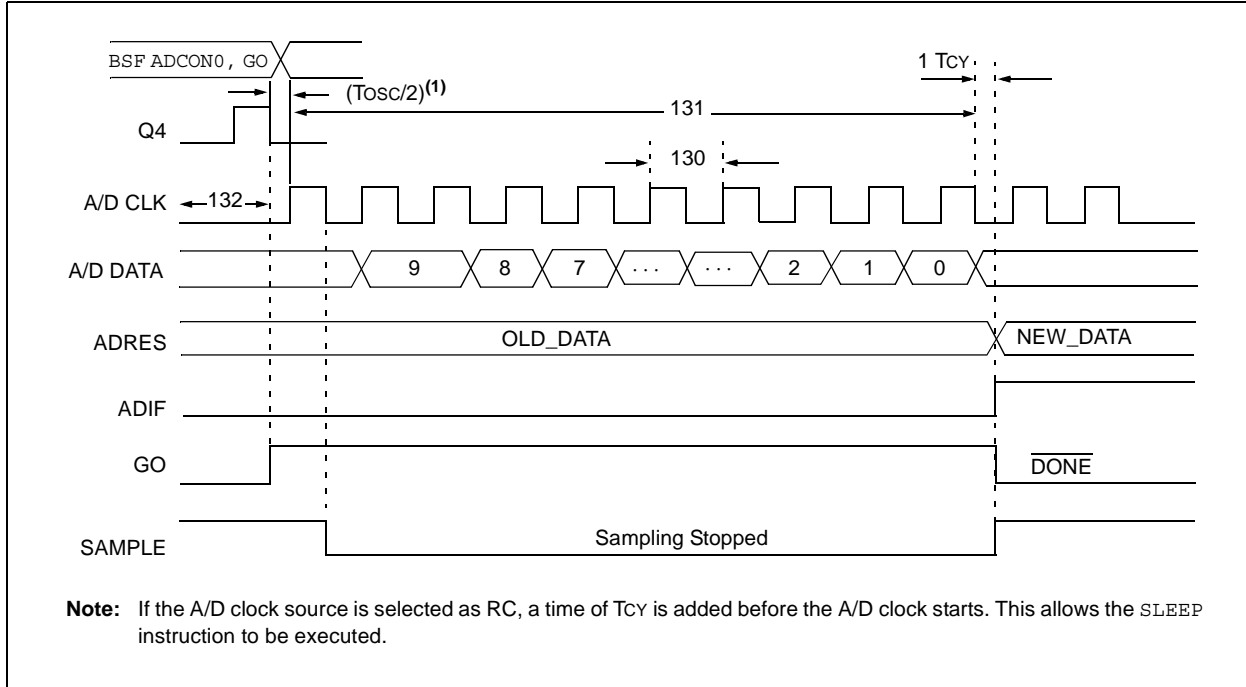 BSF ADCON0, GO
1 TCY
(TOSC/2)(1)
131
Q4
130
A/D CLK
132
A/D DATA
9
8
7
. . .
. . .
2
1
0
ADRES
OLD_DATA
NEW_DATA
ADIF
GO
DONE
SAMPLE
Sampling Stopped
Note: If the A/D clock source is selected as RC, a time of TCY is added before the A/D clock starts. This allows the SLEEP
instruction to be executed.